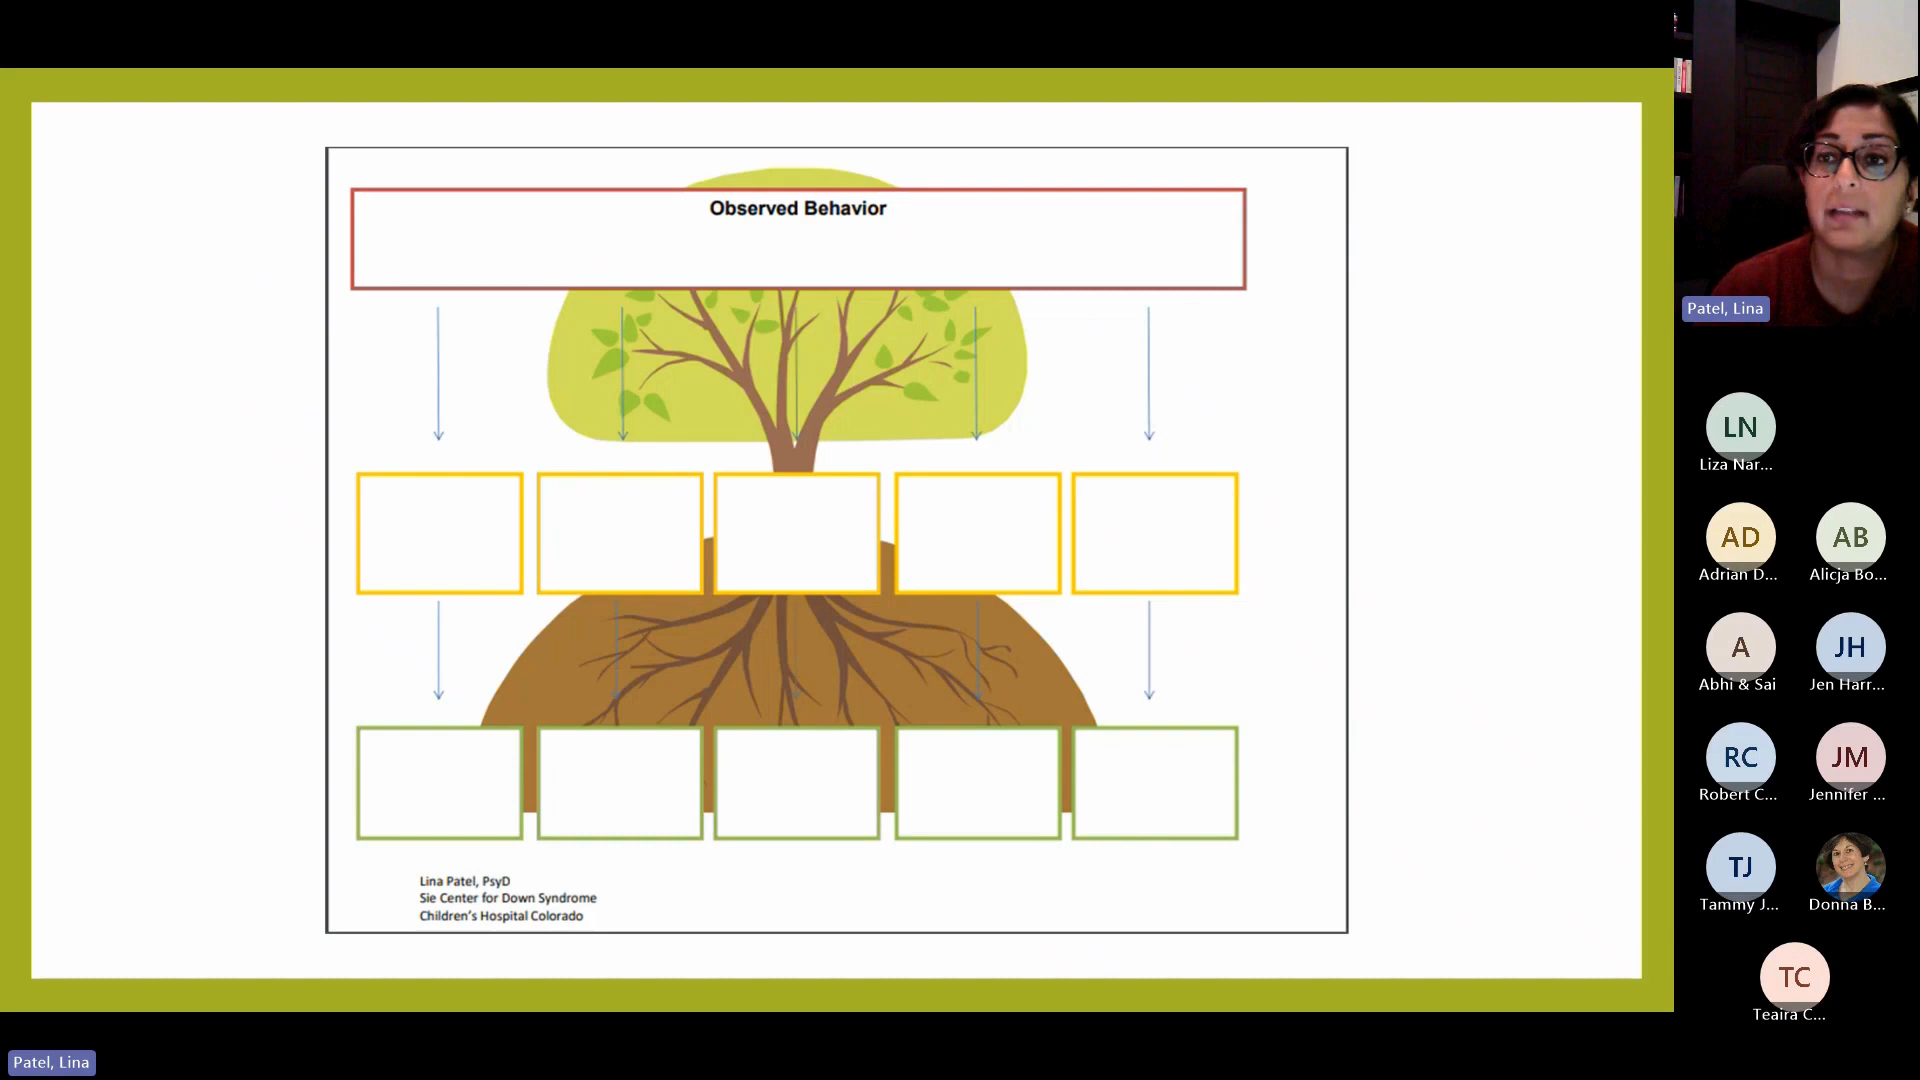 Observed Behavior
Lina Patel, PsyD
Sie Center for Down Syndrome
Children's Hospital Colorado
Patel, Lina
LN
Liza Nar...
AD
Adrian D...
AB
Alicja Bo...
A
Abhi & Sai
JH
Jen Harr...
RC
Robert C...
JM
Jennifer ...
TJ
Tammy J...
Donna B...
TC
Teaira C...
Patel, Lina